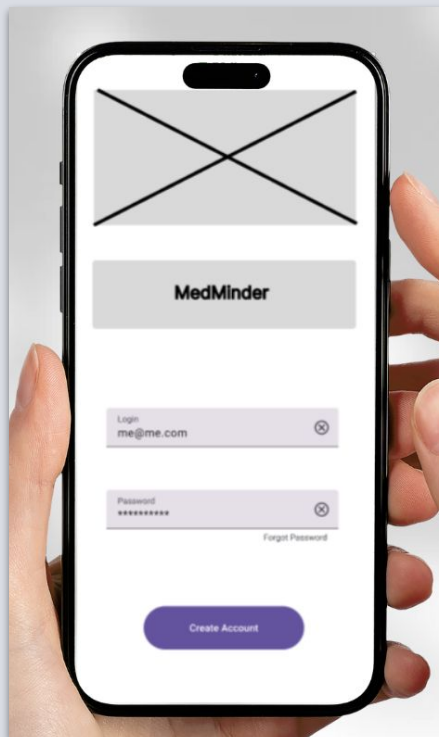 MedMinder
Login
me@me.com
Password
**********
Forgot Password
Create Account